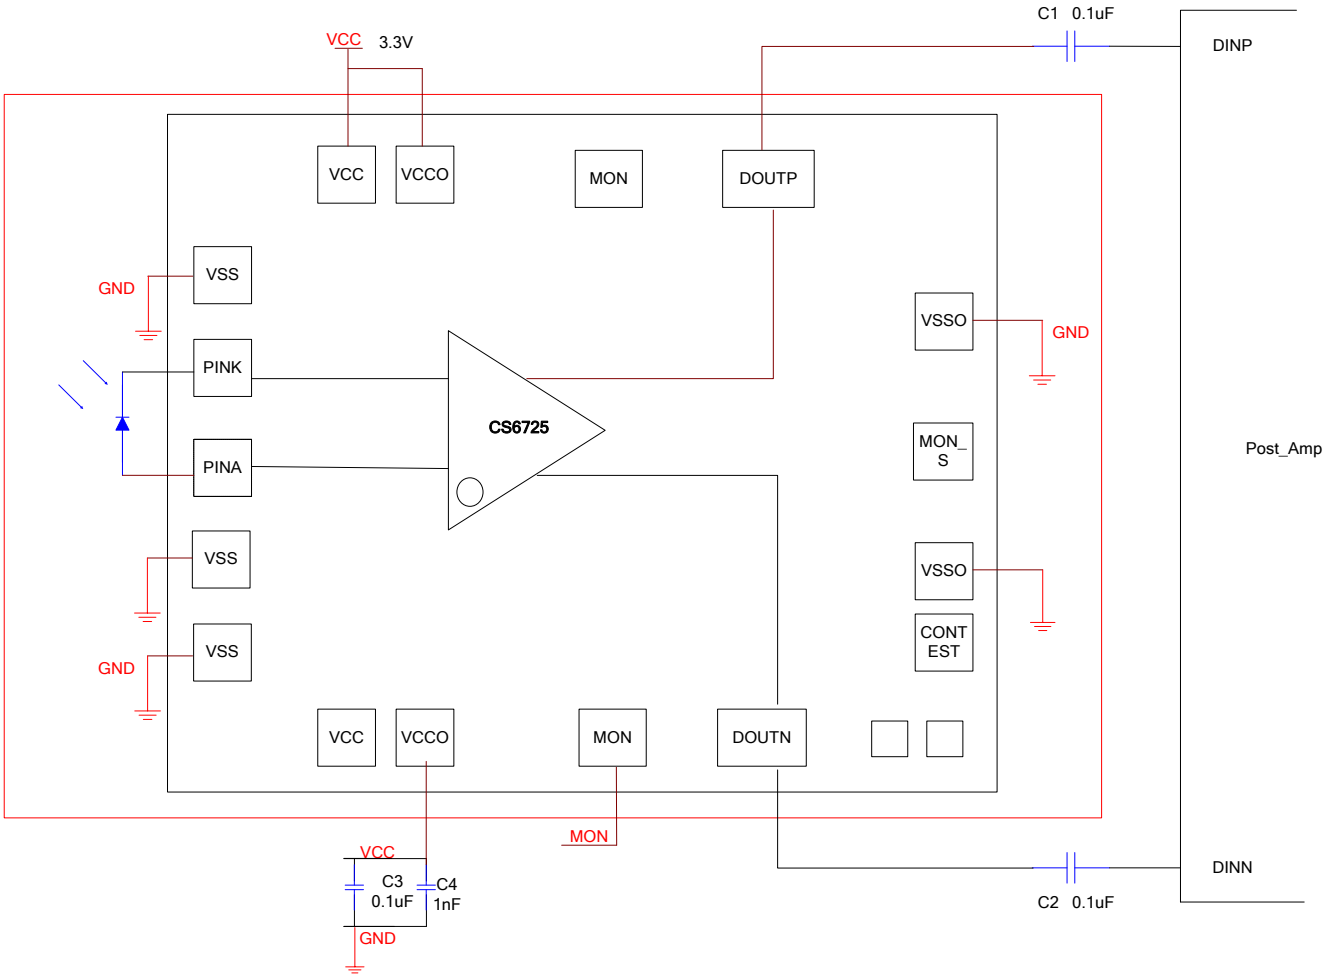 C1 0.1uF
VCC 3.3V
DINP
VCC
VCCO
MON
DOUTP
VSS
GND
VSSO
GND
PINK
CS6725
MON_
S
Post_Amp
PINA
VSS
VSSO
VSS
GND
CONT
EST
VCC
VCCO
MON
DOUTN
MON
VCC
C3
0.1uF
C4
1nF
GND
DINN
C2 0.1uF